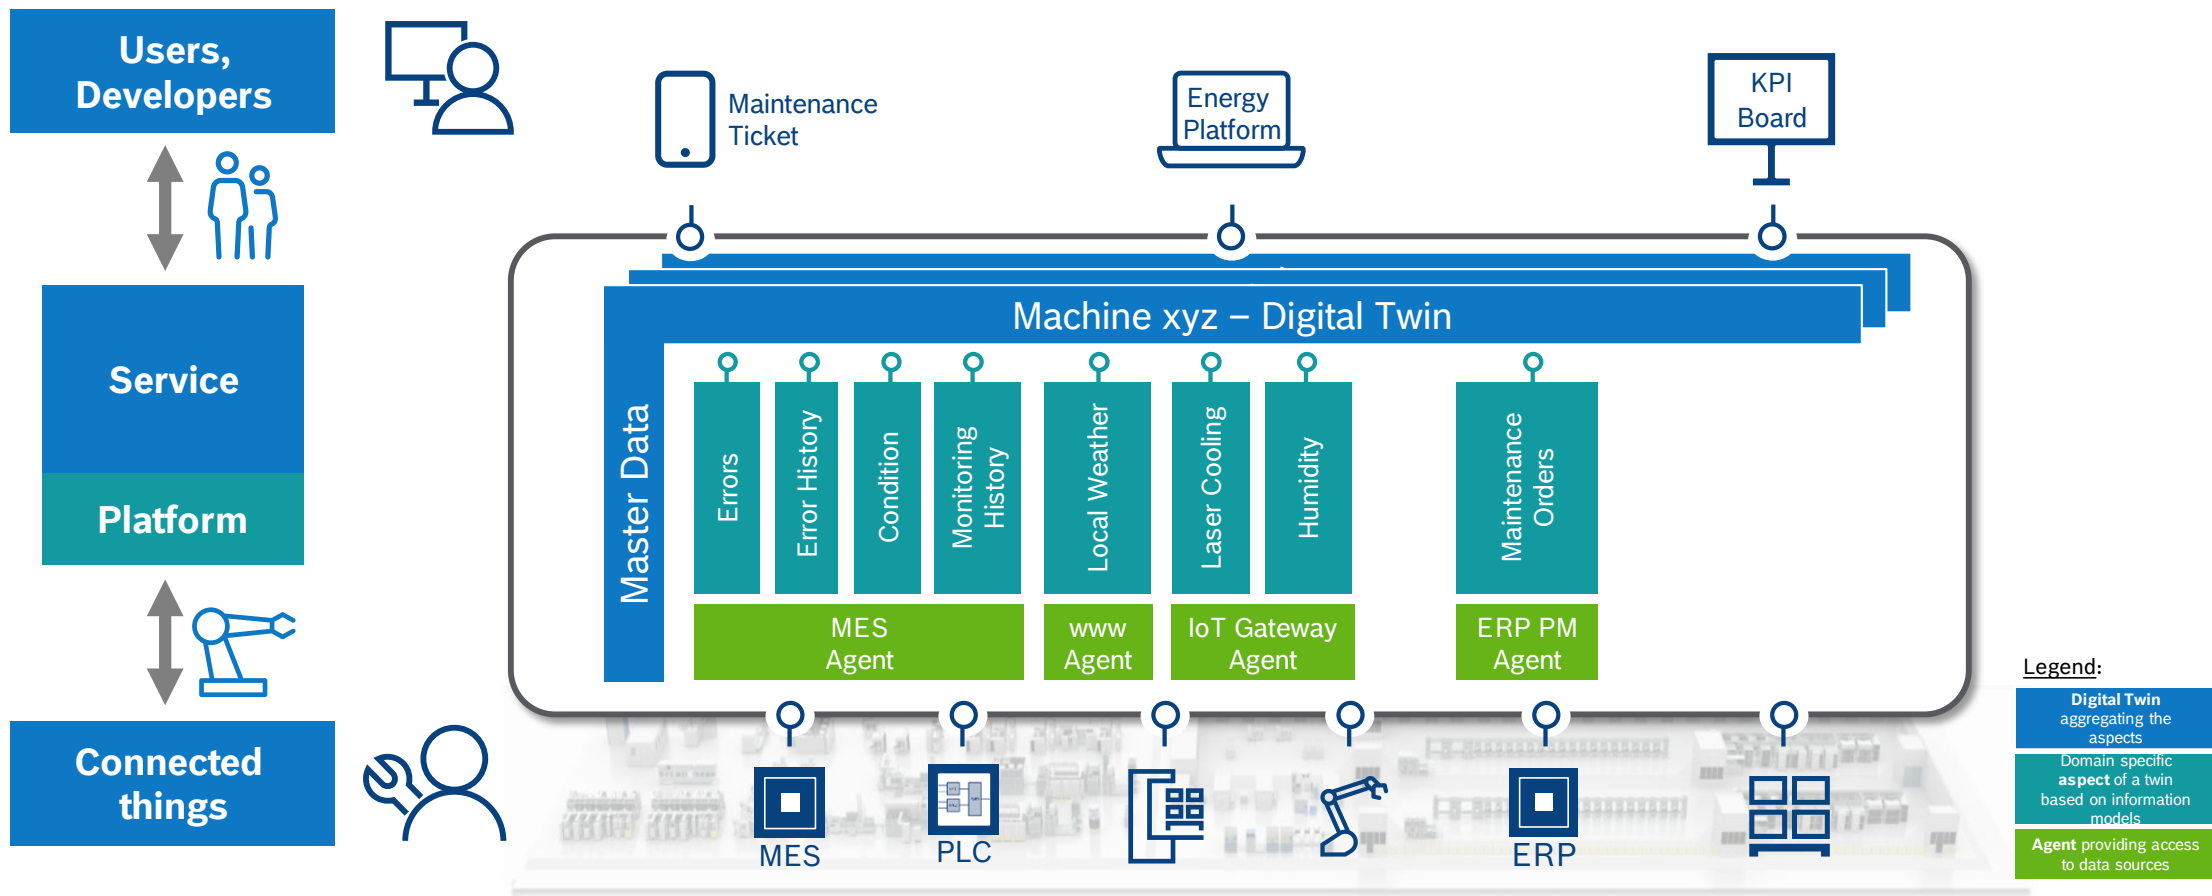 Users,
Developers
Service
Platform
Connected
things
Maintenance
Ticket
Energy
Platform
KPI
Board
Machine xyz – Digital Twin
Master Data
Errors
Error History
Condition
Monitoring
History
Local Weather
Laser Cooling
Humidity
Maintenance
Orders
MES
Agent
www
Agent
IoT Gateway
Agent
ERP PM
Agent
MES
PLC
ERP
Legend:
Digital Twin
aggregating the
aspects
Domain specific
aspect of a twin
based on information
models
Agent providing access
to data sources